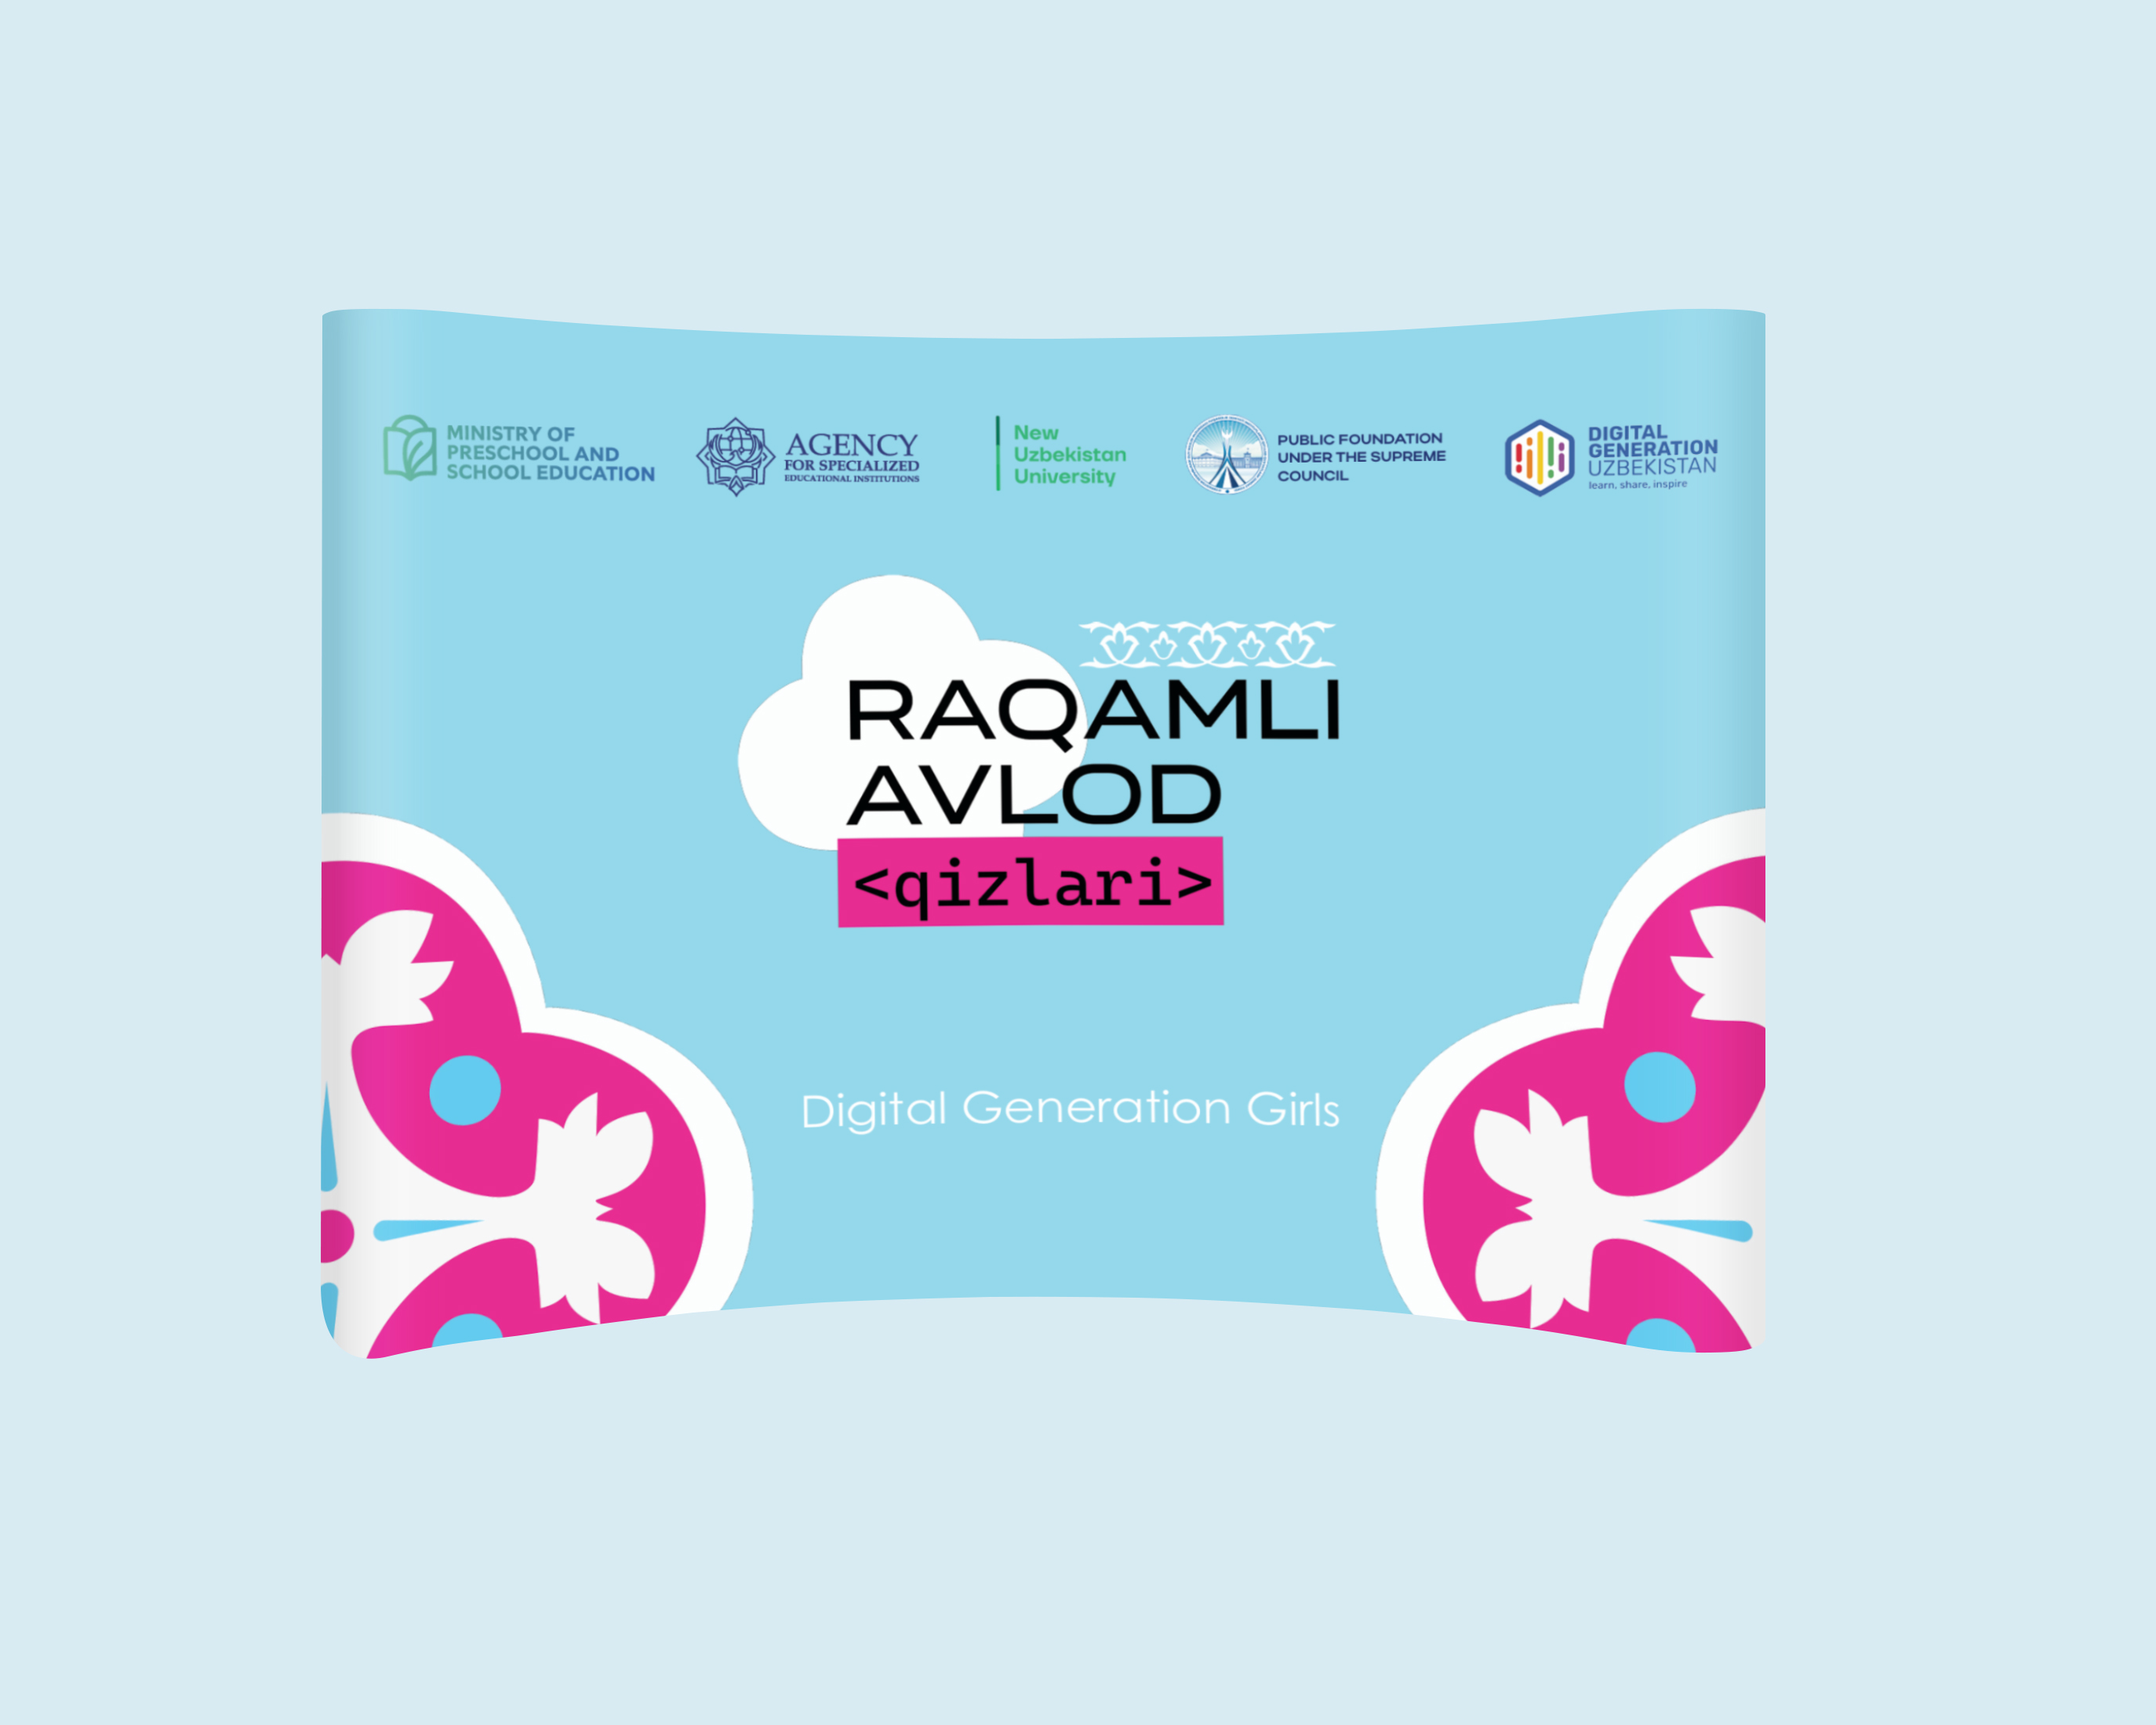 MINISTRY OF
PRESCHOOL AND
SCHOOL EDUCATION
AGENCY
FOR SPECIALIZED
EDUCATIONAL INSTITUTIONS
New
Uzbekistan
University
PUBLIC FOUNDATION
UNDER THE SUPREME
COUNCIL
DIGITAL
GENERATION
UZBEKISTAN
learn, share, inspire
RAQAMLI
AVLOD
<qizlari>
Digital Generation Girls